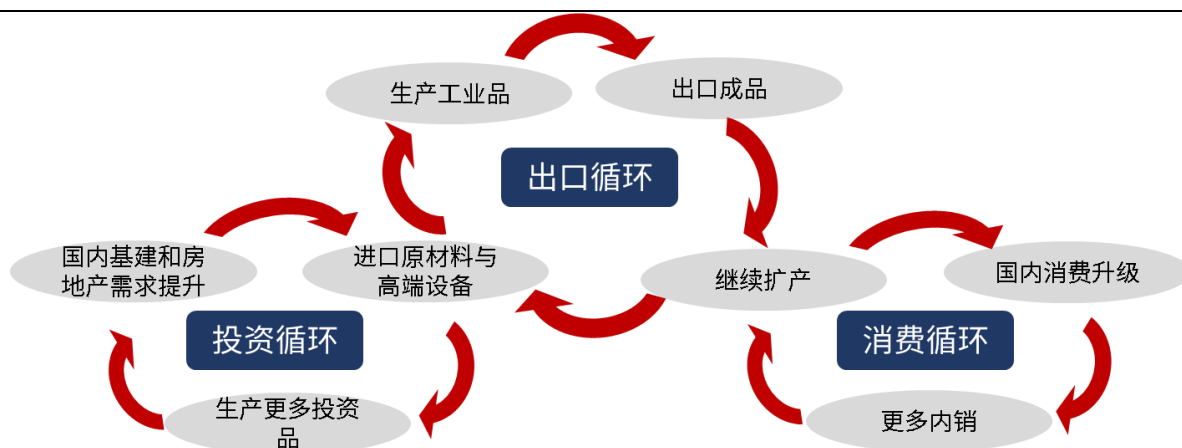 生产工业品
出口成品
出口循环
国内基建和房
地产需求提升
进口原材料与
高端设备
继续扩产
国内消费升级
投资循环
消费循环
生产更多投资
品
更多内销